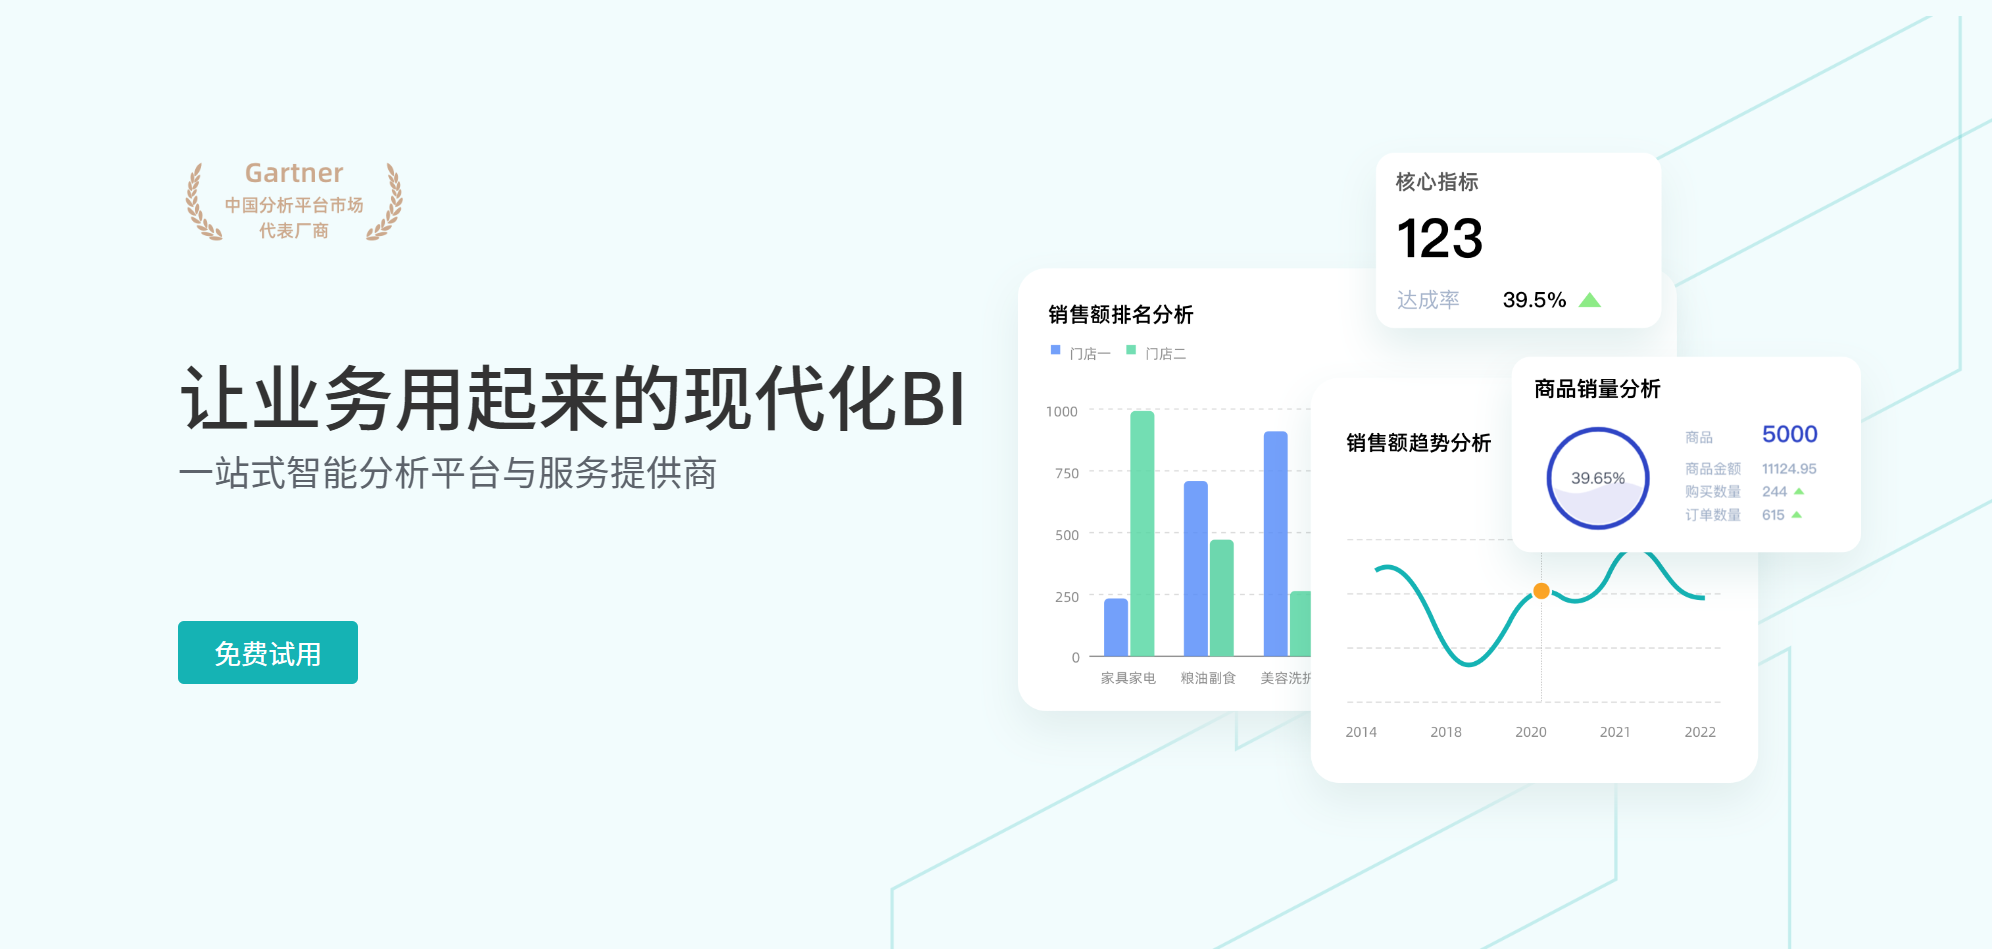 Gartner
中国分析平台市场
代表厂商
让业务用起来的现代化BI
一站式智能分析平台与服务提供商
免费试用
核心指标
123
达成率 39.5%
销售额排名分析
门店一 门店二
1000
750
500
250
0
家具家电 粮油副食 美容洗护
商品销量分析
39.65%
商品 5000
商品金额 11124.95
购买数量 244
订单数量 615
销售额趋势分析
2014 2018 2020 2021 2022